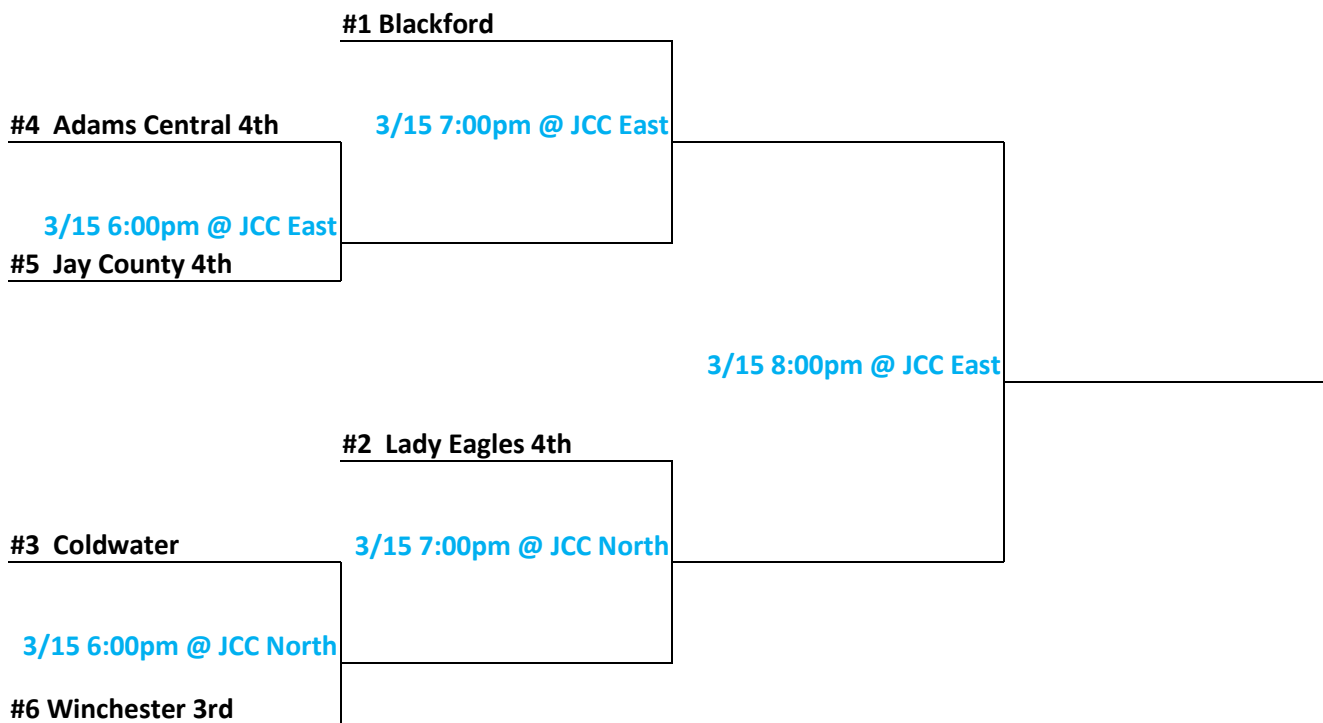 #1 Blackford
#4 Adams Central 4th
3/15 7:00pm @ JCC East
3/15 6:00pm @ JCC East
#5 Jay County 4th
3/15 8:00pm @ JCC East
#2 Lady Eagles 4th
#3 Coldwater
3/15 7:00pm @ JCC North
3/15 6:00pm @ JCC North
#6 Winchester 3rd